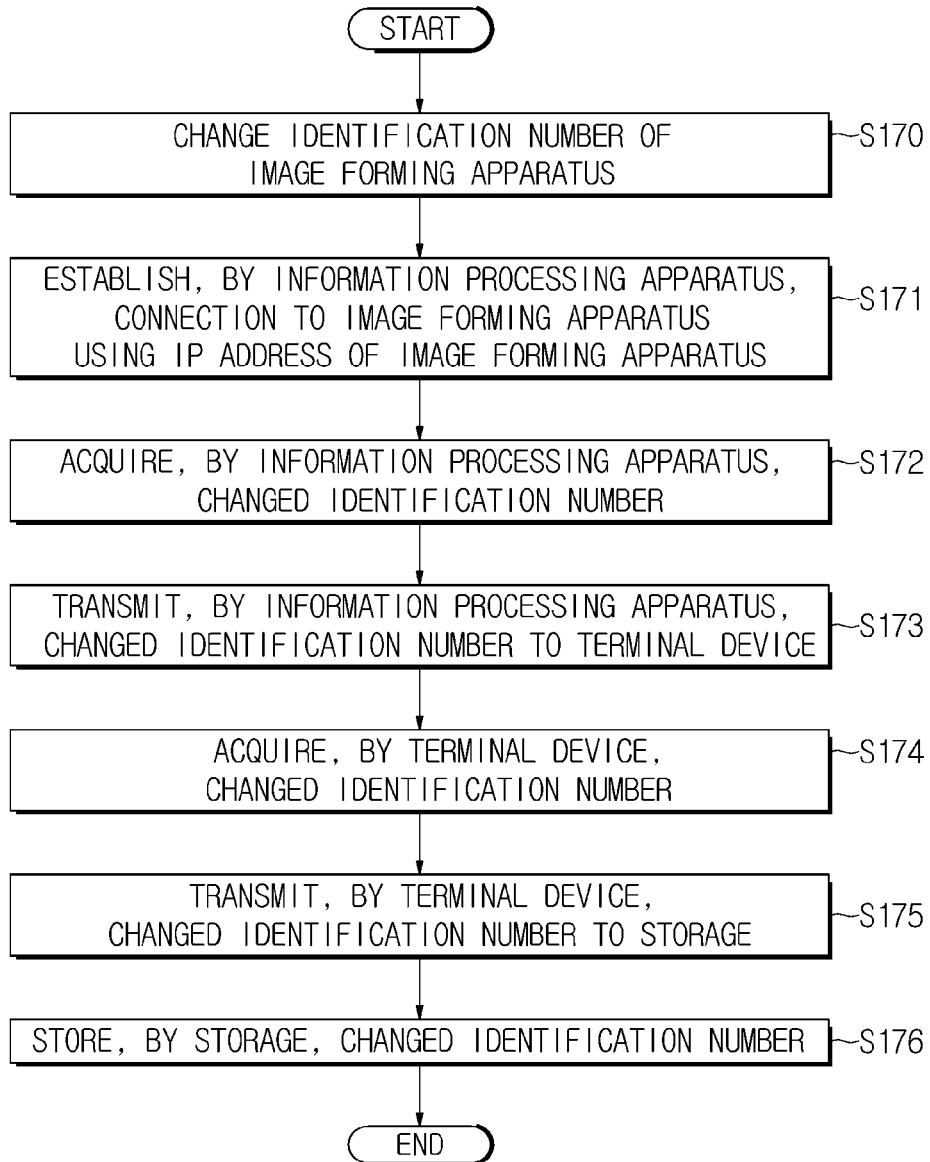 START
CHANGE IDENTIFICATION NUMBER OF
IMAGE FORMING APPARATUS
S170
ESTABLISH, BY INFORMATION PROCESSING APPARATUS,
CONNECTION TO IMAGE FORMING APPARATUS
USING IP ADDRESS OF IMAGE FORMING APPARATUS
S171
ACQUIRE, BY INFORMATION PROCESSING APPARATUS,
CHANGED IDENTIFICATION NUMBER
S172
TRANSMIT, BY INFORMATION PROCESSING APPARATUS,
CHANGED IDENTIFICATION NUMBER TO TERMINAL DEVICE
S173
ACQUIRE, BY TERMINAL DEVICE,
CHANGED IDENTIFICATION NUMBER
S174
TRANSMIT, BY TERMINAL DEVICE,
CHANGED IDENTIFICATION NUMBER TO STORAGE
S175
STORE, BY STORAGE, CHANGED IDENTIFICATION NUMBER
S176
END